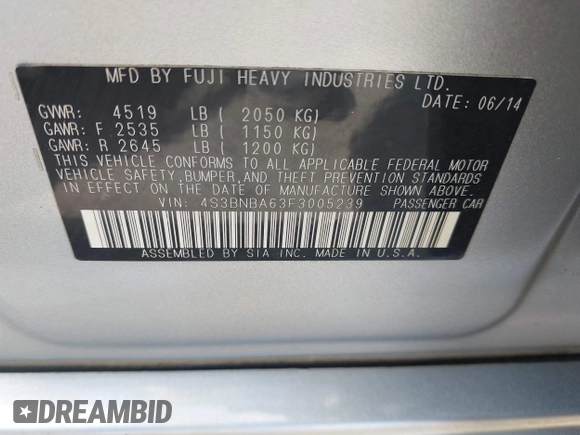 MFD BY FUJI HEAVY INDUSTRIES LTD.
DATE: 06/14
GVWR: 4519 LB ( 2050 KG)
GAWR: F 2535 LB ( 1150 KG)
GAWR: R 2645 LB ( 1200 KG)
THIS VEHICLE CONFORMS TO ALL APPLICABLE FEDERAL MOTOR
VEHICLE SAFETY, BUMPER, AND THEFT PREVENTION STANDARDS
IN EFFECT ON THE DATE OF MANUFACTURE SHOWN ABOVE.
VIN: 4S3BNBA63F3005239 PASSENGER CAR
ASSEMBLED BY SIA INC. MADE IN U.S.A.
DREAMBID